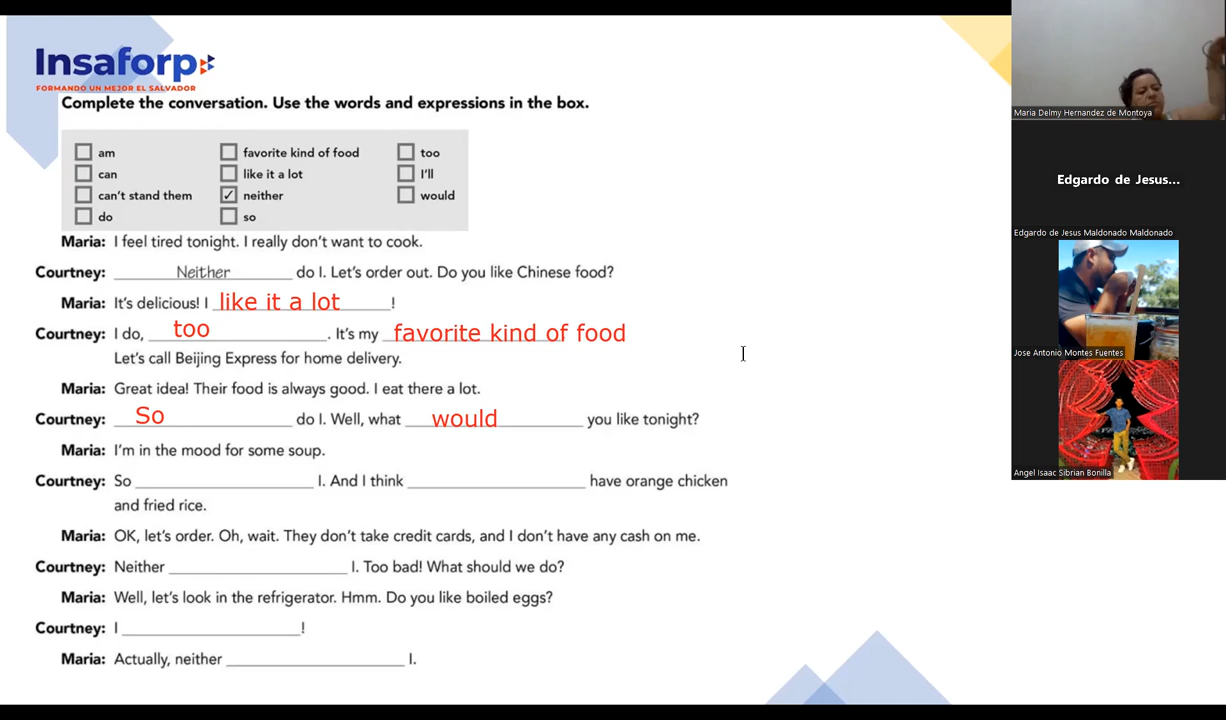 Insaforp
FORMANDO UN MEJOR EL SALVADOR
Complete the conversation. Use the words and expressions in the box.
am favorite kind of food too
can like it a lot I'll
can't stand them ✓ neither would
do so
Maria: I feel tired tonight. I really don't want to cook.
Courtney: Neither do I. Let's order out. Do you like Chinese food?
Maria: It's delicious! I like it a lot !
Courtney: I do, too . It's my favorite kind of food
Let's call Beijing Express for home delivery.
Maria: Great idea! Their food is always good. I eat there a lot.
Courtney: So do I. Well, what would you like tonight?
Maria: I'm in the mood for some soup.
Courtney: So ____ I. And I think ____ have orange chicken
and fried rice.
Maria: OK, let's order. Oh, wait. They don't take credit cards, and I don't have any cash on me.
Courtney: Neither ____ I. Too bad! What should we do?
Maria: Well, let's look in the refrigerator. Hmm. Do you like boiled eggs?
Courtney: I ____ !
Maria: Actually, neither ____ I.
Maria Delmy Hernandez de Montoya
Edgardo de Jesus...
Edgardo de Jesus Maldonado Maldonado
Jose Antonio Montes Fuentes
Angel Isaac Sibrian Bonilla